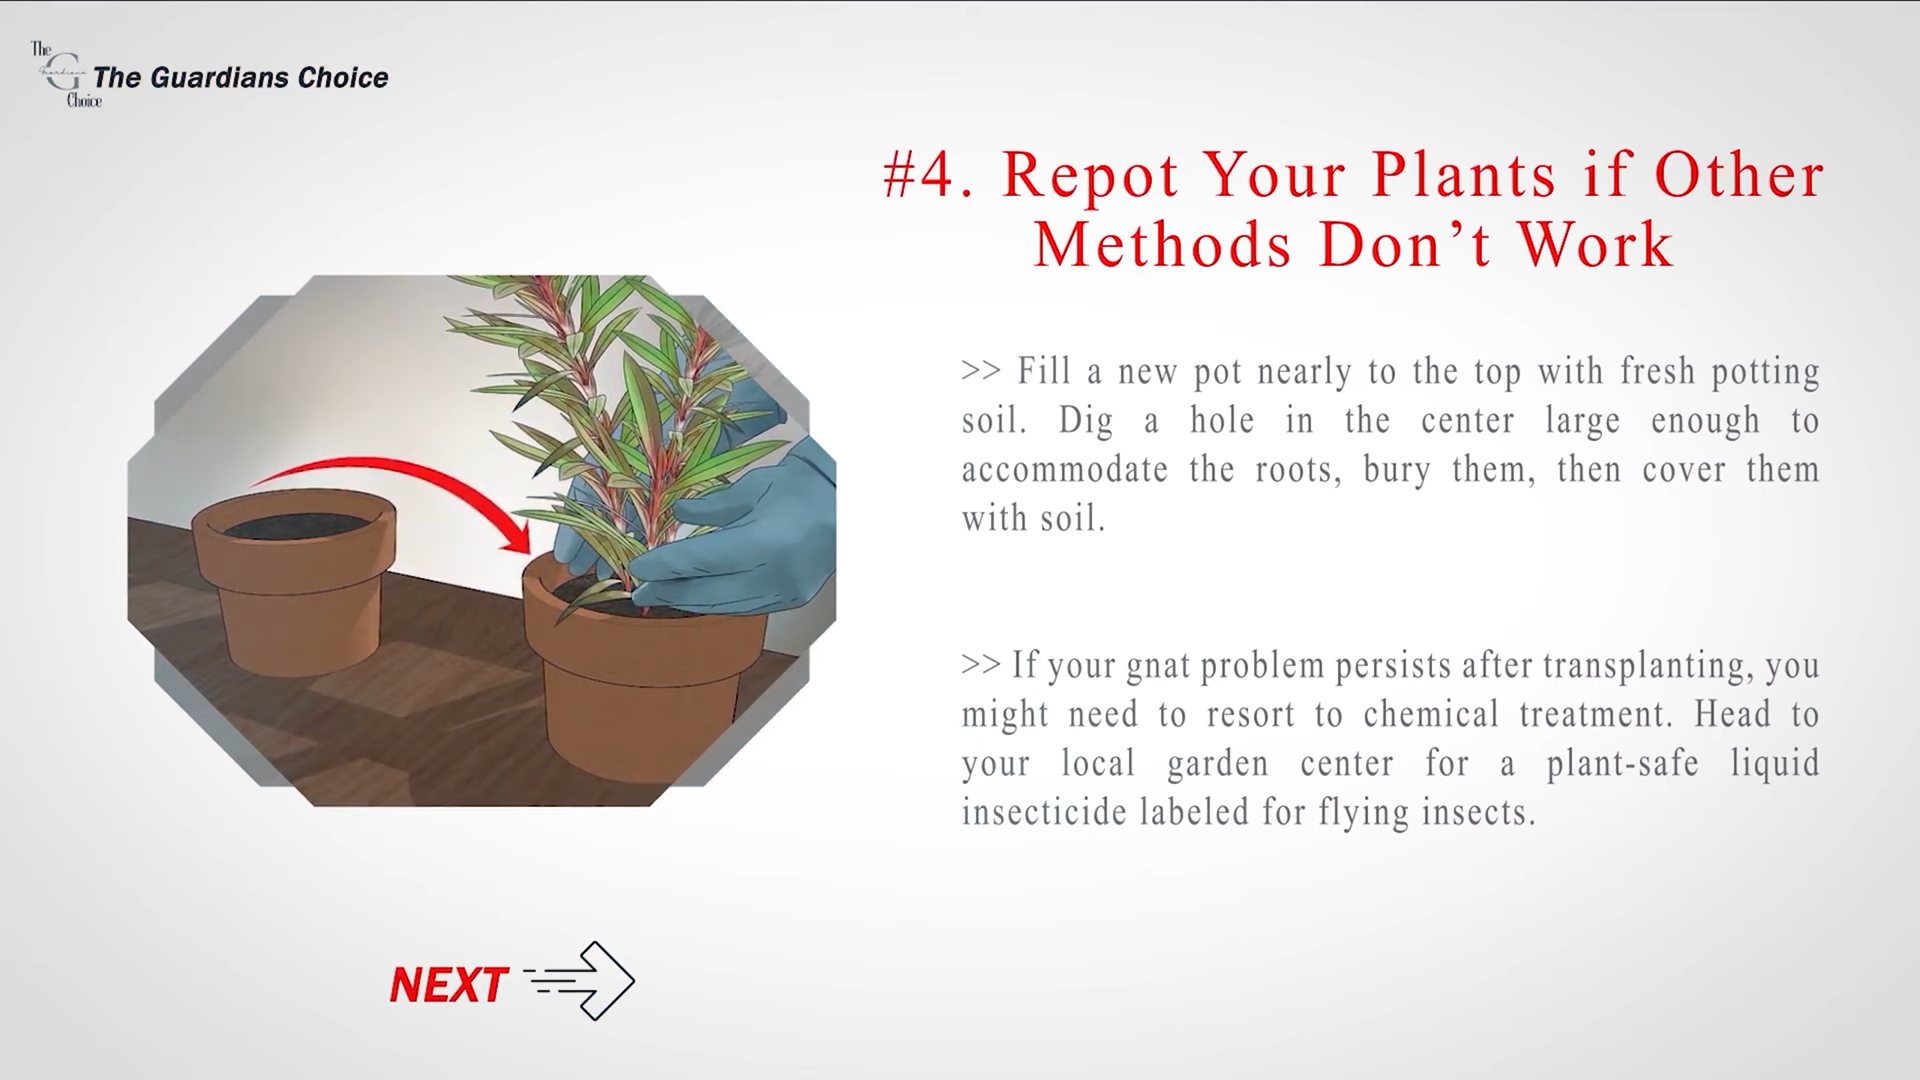 The
Guardians
Choice
The Guardians Choice
#4. Repot Your Plants if Other
Methods Don’t Work
>> Fill a new pot nearly to the top with fresh potting
soil. Dig a hole in the center large enough to
accommodate the roots, bury them, then cover them
with soil.
>> If your gnat problem persists after transplanting, you
might need to resort to chemical treatment. Head to
your local garden center for a plant-safe liquid
insecticide labeled for flying insects.
NEXT